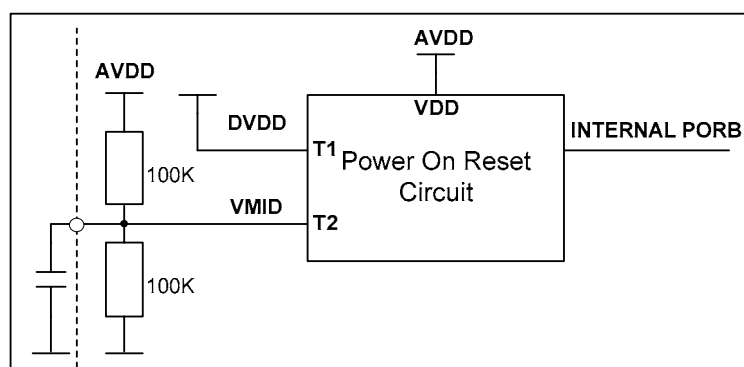 AVDD
AVDD
VDD
DVDD
T1
INTERNAL PORB
Power On Reset
Circuit
100K
VMID
T2
100K